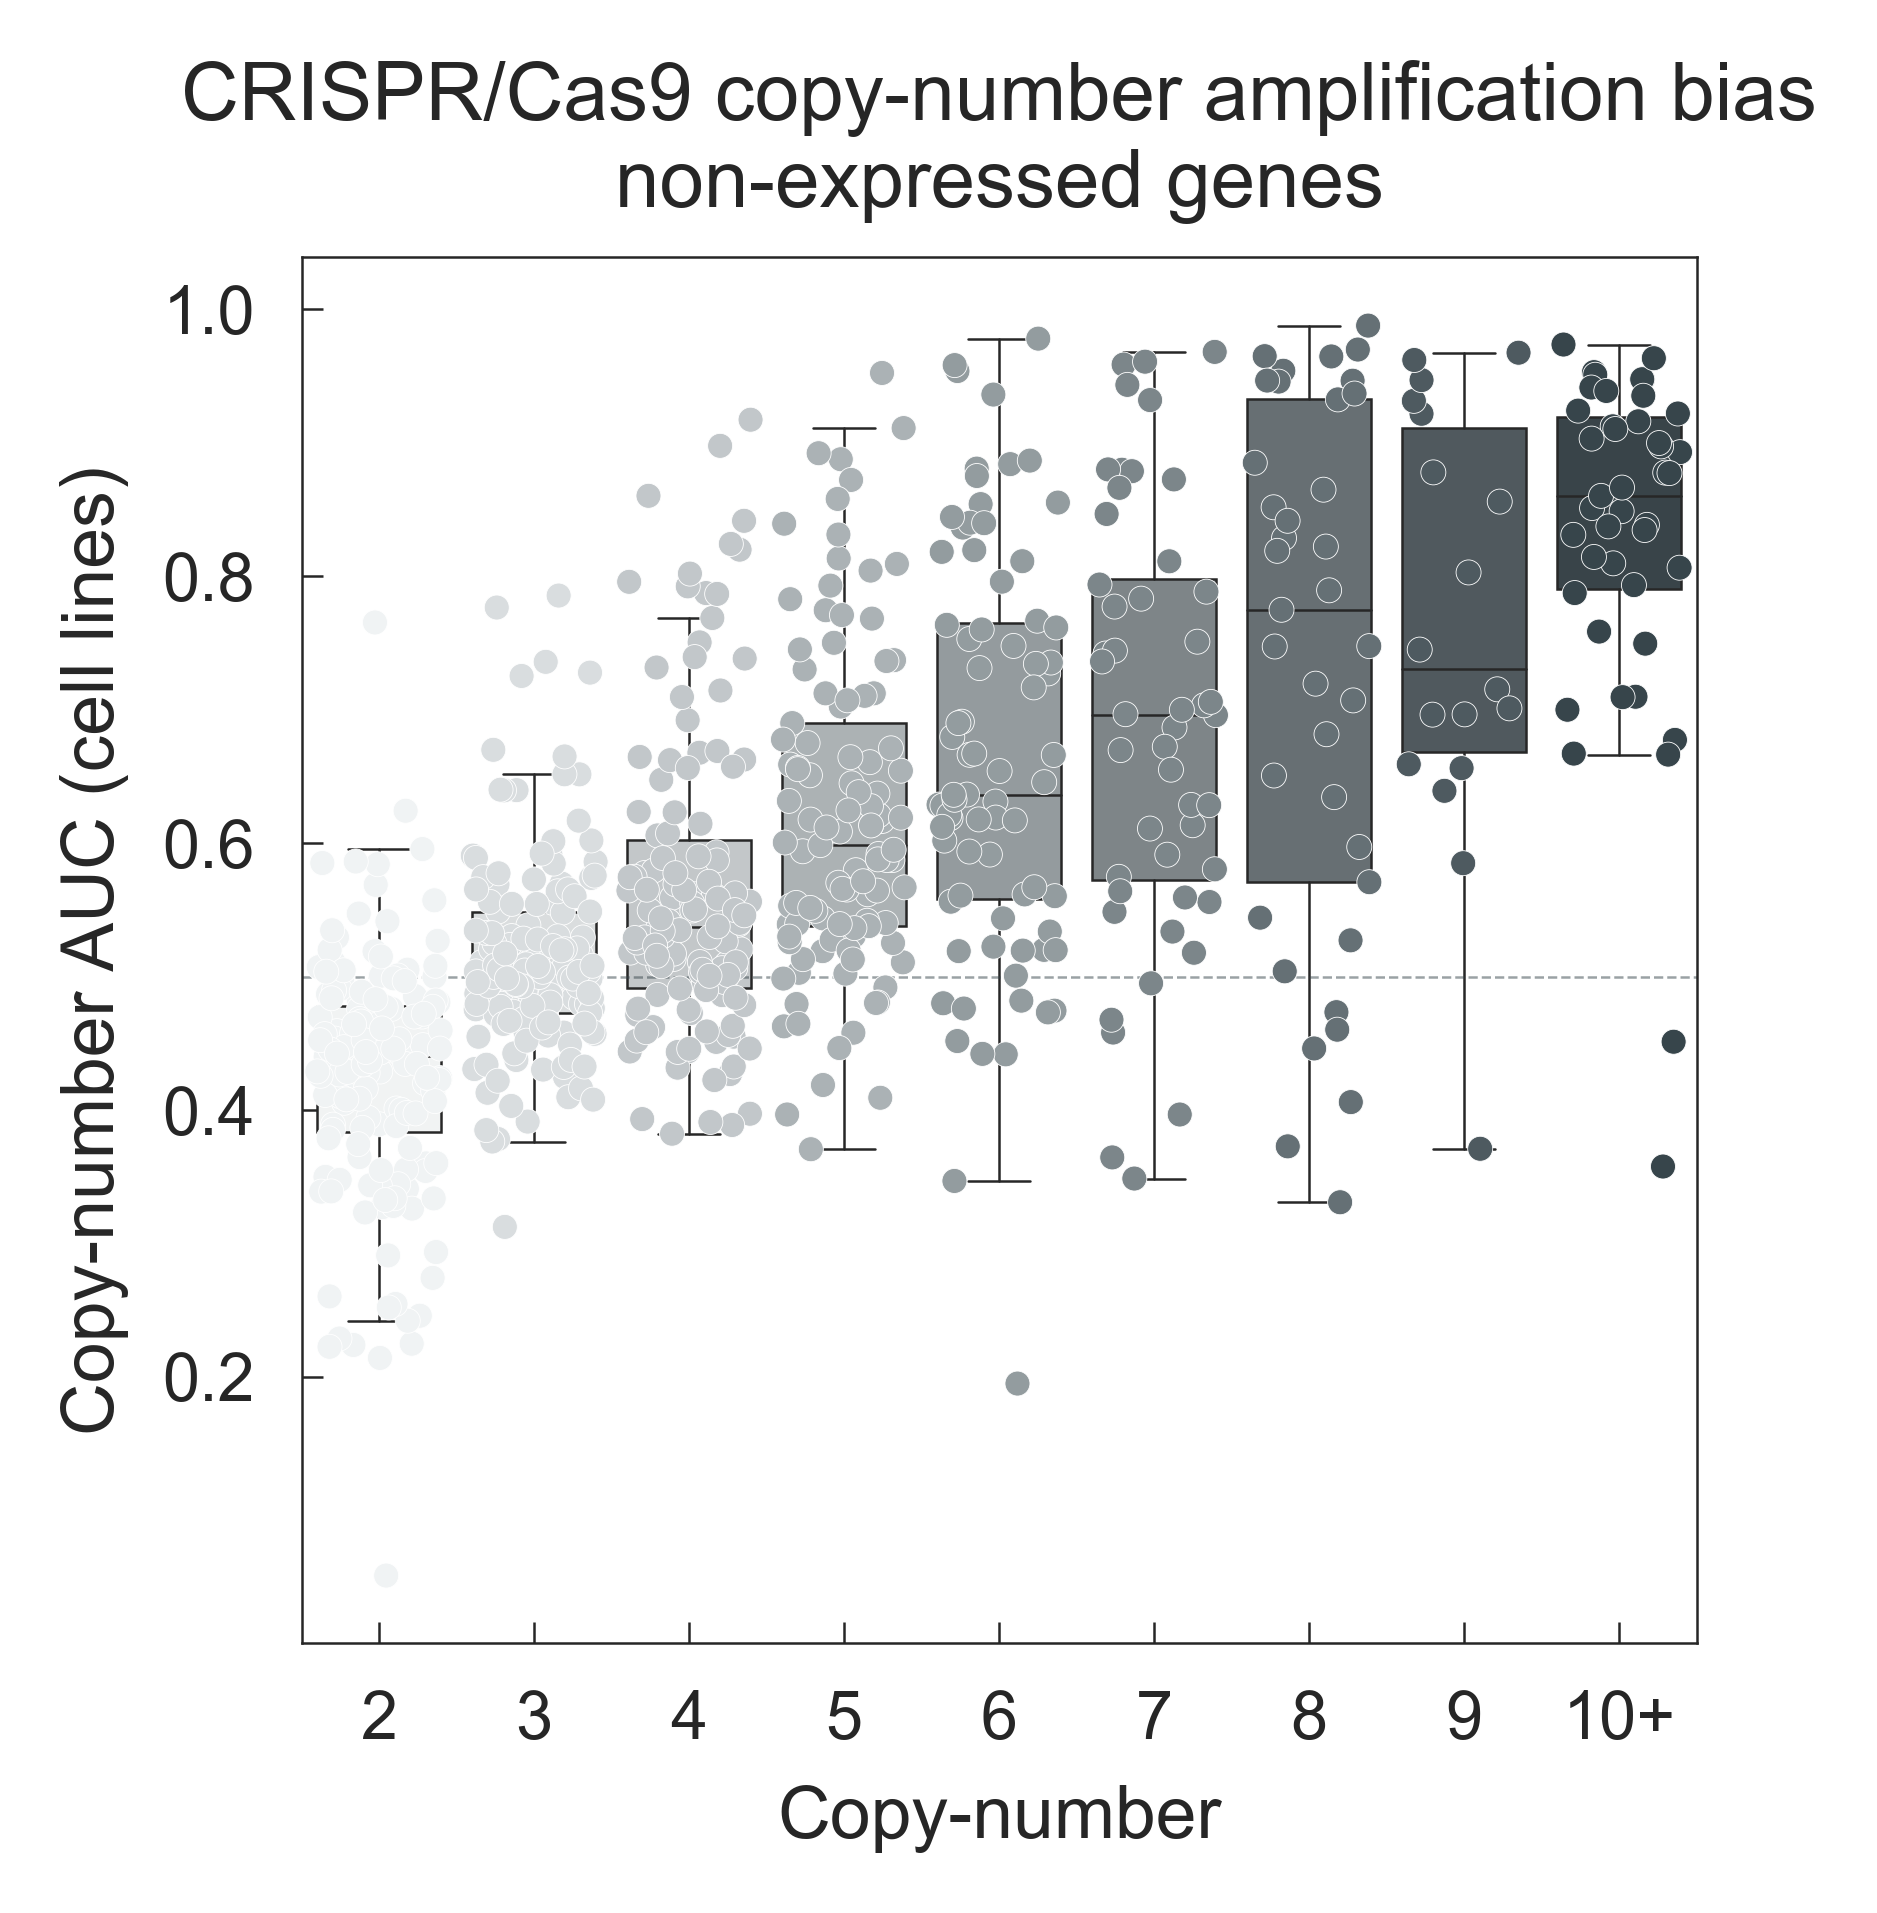 CRISPR/Cas9 copy-number amplification bias
non-expressed genes
Copy-number AUC (cell lines)
1.0
0.8
0.6
0.4
0.2
2 3 4 5 6 7 8 9 10+
Copy-number